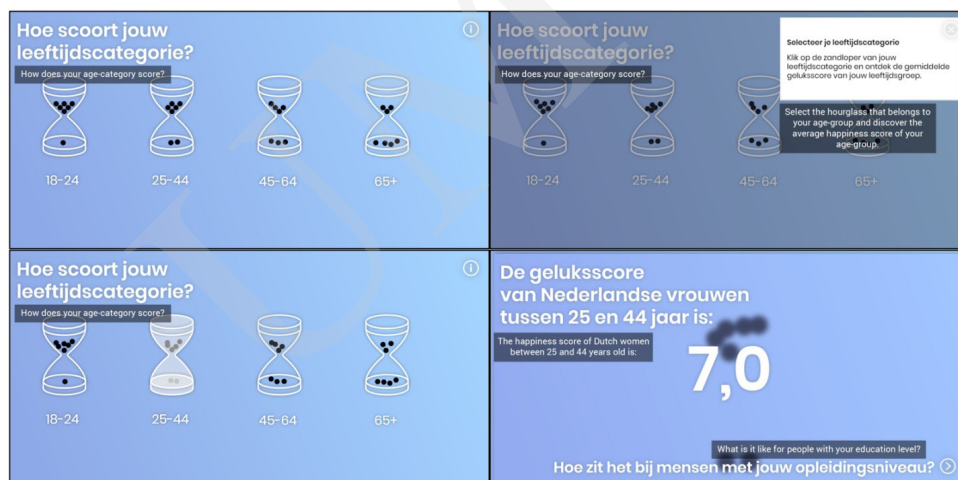 Hoe scoort jouw
leeftijdscategorie?
How does your age-category score?
18-24
25-44
45-64
65+
Hoe scoort jouw
leeftijdscategorie?
How does your age-category score?
18-24
25-44
45-64
65+
Selecteer je leeftijdscategorie
Klik op de zandloper van jouw
leeftijdscategorie en ontdek de gemiddelde
geluksscore van jouw leeftijdsgroep.
Select the hourglass that belongs to
your age-group and discover the
average happiness score of your
age-group.
Hoe scoort jouw
leeftijdscategorie?
How does your age-category score?
18-24
25-44
45-64
65+
De geluksscore
van Nederlandse vrouwen
tussen 25 en 44 jaar is:
The happiness score of Dutch women
between 25 and 44 years old is:
7,0
What is it like for people with your education level?
Hoe zit het bij mensen met jouw opleidingsniveau?